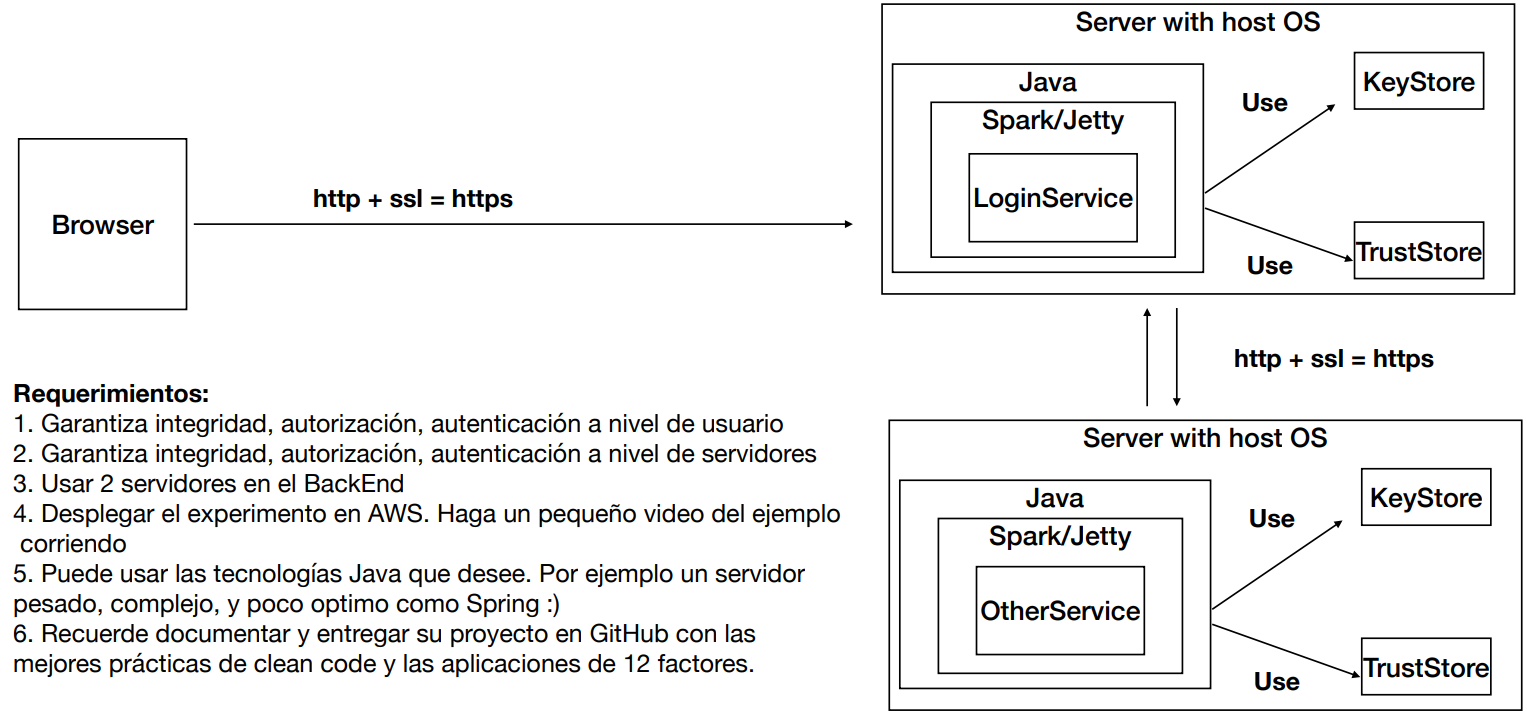 Server with host OS
Java
KeyStore
Use
Spark/Jetty
LoginService
http + ssl = https
Browser
TrustStore
Use
http + ssl = https
Requerimientos:
1. Garantiza integridad, autorización, autenticación a nivel de usuario
2. Garantiza integridad, autorización, autenticación a nivel de servidores
3. Usar 2 servidores en el BackEnd
4. Desplegar el experimento en AWS. Haga un pequeño video del ejemplo
corriendo
5. Puede usar las tecnologías Java que desee. Por ejemplo un servidor
pesado, complejo, y poco optimo como Spring :)
6. Recuerde documentar y entregar su proyecto en GitHub con las
mejores prácticas de clean code y las aplicaciones de 12 factores.
Server with host OS
Java
KeyStore
Use
Spark/Jetty
OtherService
TrustStore
Use